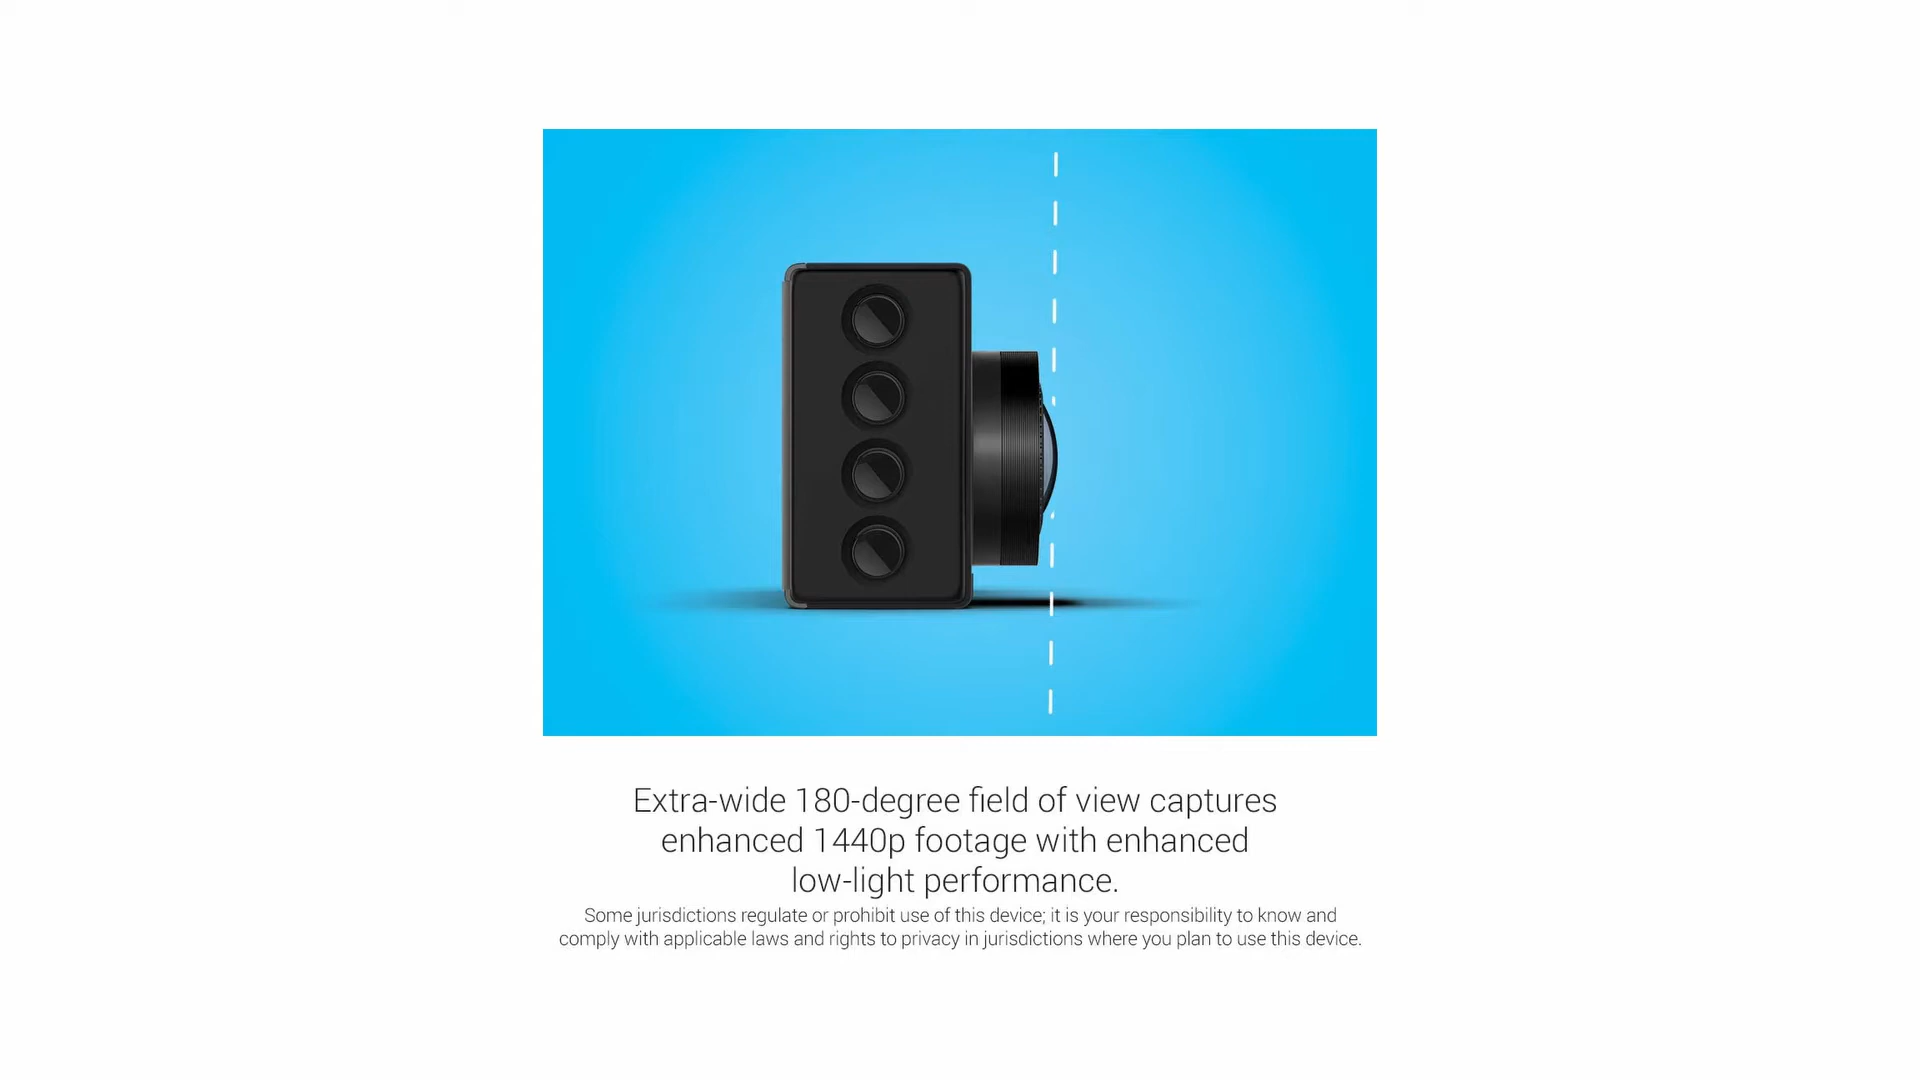 Extra-wide 180-degree field of view captures
enhanced 1440p footage with enhanced
low-light performance.
Some jurisdictions regulate or prohibit use of this device; it is your responsibility to know and
comply with applicable laws and rights to privacy in jurisdictions where you plan to use this device.